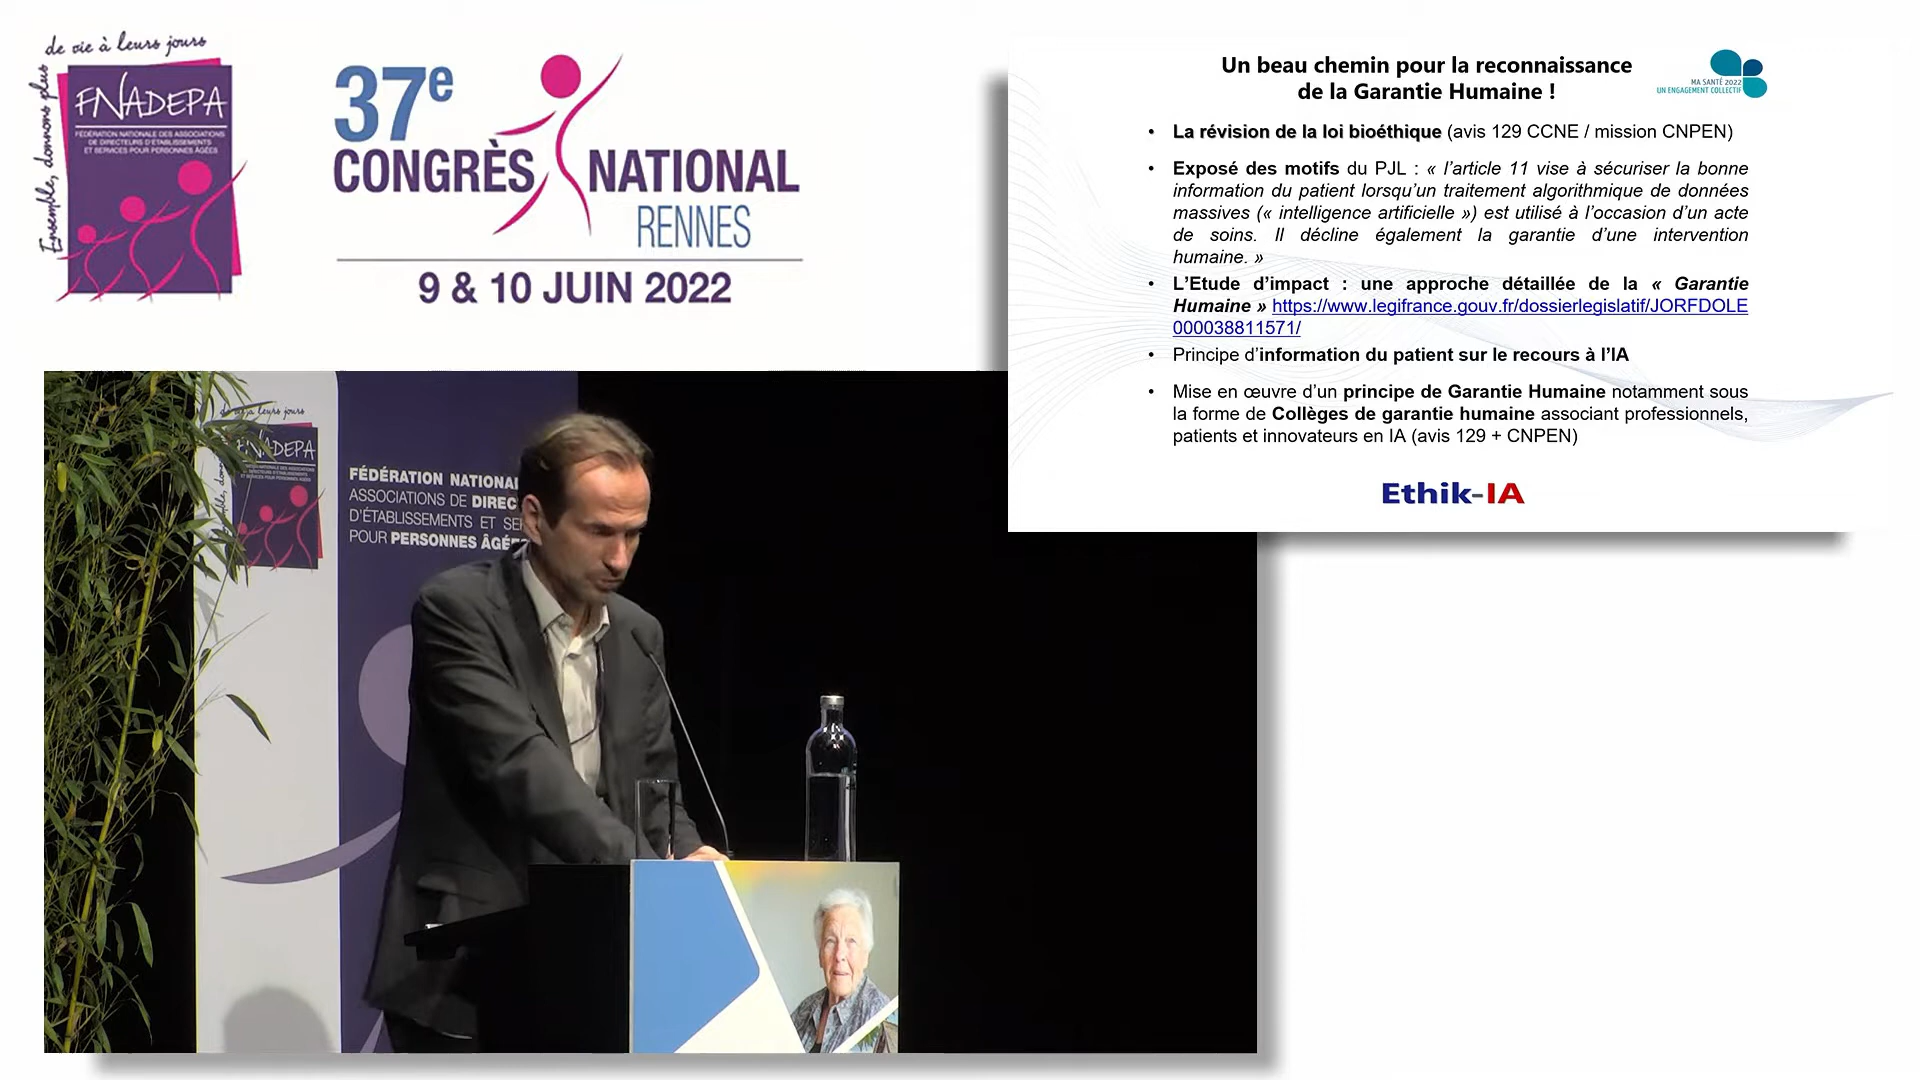 de vie à leurs jours
Ensemble, donnons plus
FNADEPA
FÉDÉRATION NATIONALE DES ASSOCIATIONS
DE DIRECTEURS D'ÉTABLISSEMENTS
ET SERVICES POUR PERSONNES ÂGÉES
37e
CONGRÈS NATIONAL
RENNES
9 & 10 JUIN 2022
Un beau chemin pour la reconnaissance
de la Garantie Humaine !
MA SANTÉ 2022
UN ENGAGEMENT COLLECTIF
• La révision de la loi bioéthique (avis 129 CCNE / mission CNPEN)
• Exposé des motifs du PJL : « l’article 11 vise à sécuriser la bonne
information du patient lorsqu’un traitement algorithmique de données
massives (« intelligence artificielle ») est utilisé à l’occasion d’un acte
de soins. Il décline également la garantie d’une intervention
humaine. »
• L’Etude d’impact : une approche détaillée de la « Garantie
Humaine » https://www.legifrance.gouv.fr/dossierlegislatif/JORFDOLE
000038811571/
• Principe d’information du patient sur le recours à l’IA
• Mise en œuvre d’un principe de Garantie Humaine notamment sous
la forme de Collèges de garantie humaine associant professionnels,
patients et innovateurs en IA (avis 129 + CNPEN)
Ethik-IA
leurs jours
FNADEPA
FÉDÉRATION NATIONAL
ASSOCIATIONS DE DIREC
D'ÉTABLISSEMENTS ET SE
POUR PERSONNES ÂGÉE